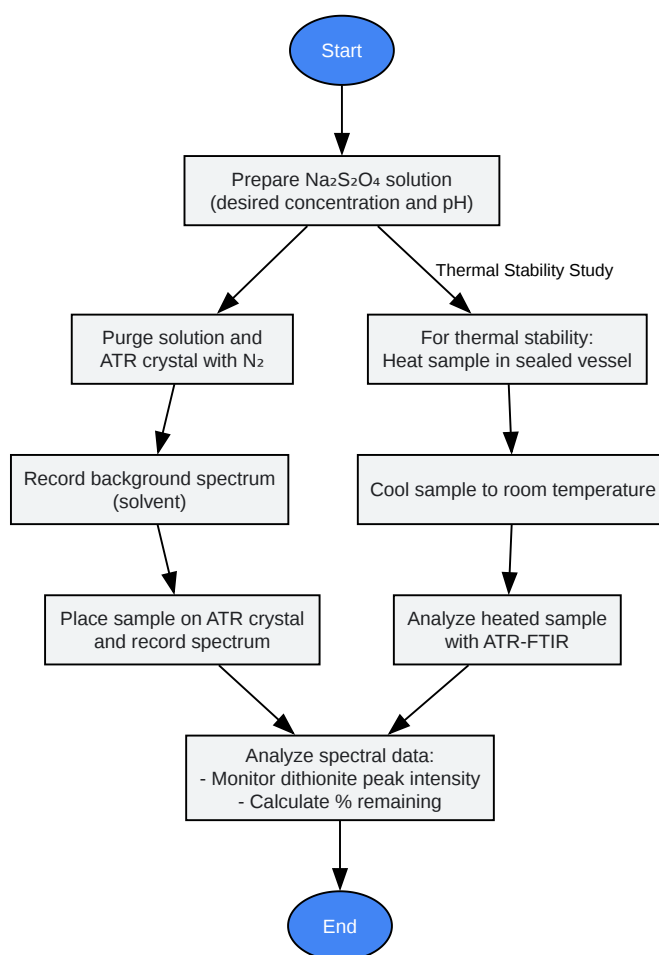 Start
Prepare Na₂S₂O₄ solution
(desired concentration and pH)
Thermal Stability Study
Purge solution and
ATR crystal with N₂
For thermal stability:
Heat sample in sealed vessel
Record background spectrum
(solvent)
Cool sample to room temperature
Place sample on ATR crystal
and record spectrum
Analyze heated sample
with ATR-FTIR
Analyze spectral data:
- Monitor dithionite peak intensity
- Calculate % remaining
End